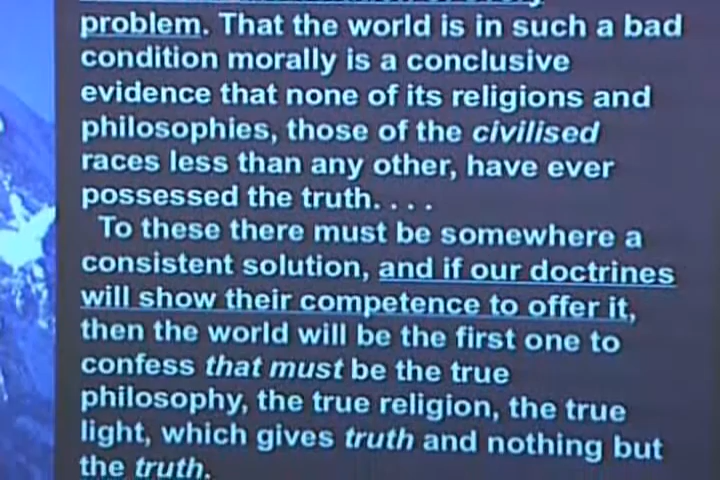 problem. That the world is in such a bad
condition morally is a conclusive
evidence that none of its religions and
philosophies, those of the civilised
races less than any other, have ever
possessed the truth. . . .
To these there must be somewhere a
consistent solution, and if our doctrines
will show their competence to offer it,
then the world will be the first one to
confess that must be the true
philosophy, the true religion, the true
light, which gives truth and nothing but
the truth.